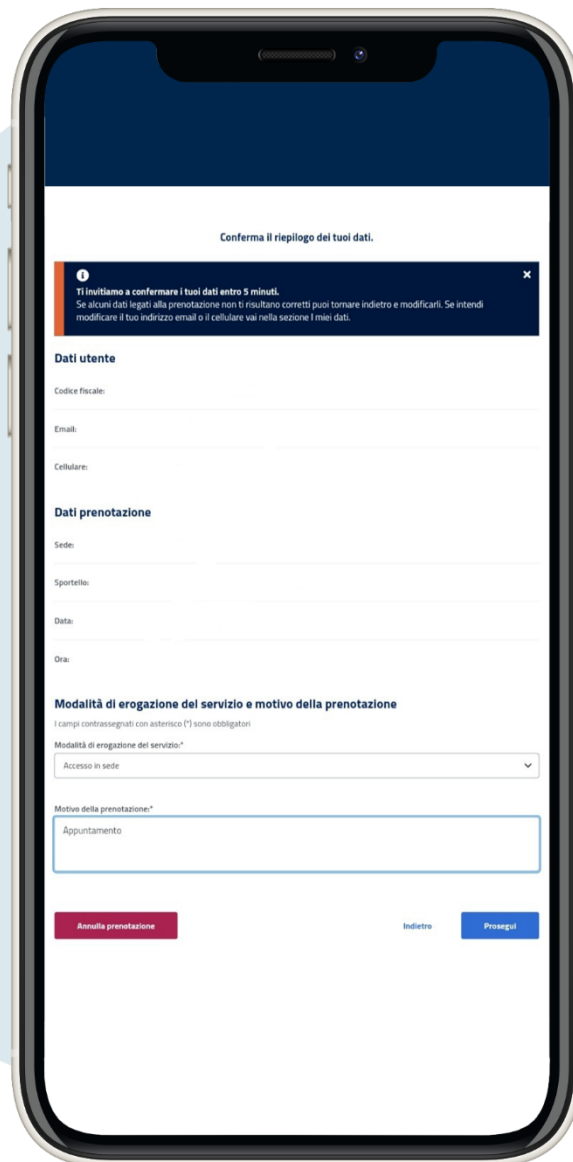 Conferma il riepilogo dei tuoi dati.
Ti invitiamo a confermare i tuoi dati entro 5 minuti.
Se alcuni dati legati alla prenotazione non ti risultano corretti puoi tornare indietro e modificarli. Se intendi
modificare il tuo indirizzo email o il cellulare vai nella sezione I miei dati.
Dati utente
Codice fiscale:
Email:
Cellulare:
Dati prenotazione
Sede:
Sportello:
Data:
Ora:
Modalità di erogazione del servizio e motivo della prenotazione
I campi contrassegnati con asterisco (*) sono obbligatori
Modalità di erogazione del servizio:*
Accesso in sede
Motivo della prenotazione:*
Appuntamento
Annulla prenotazione
Indietro
Prosegui